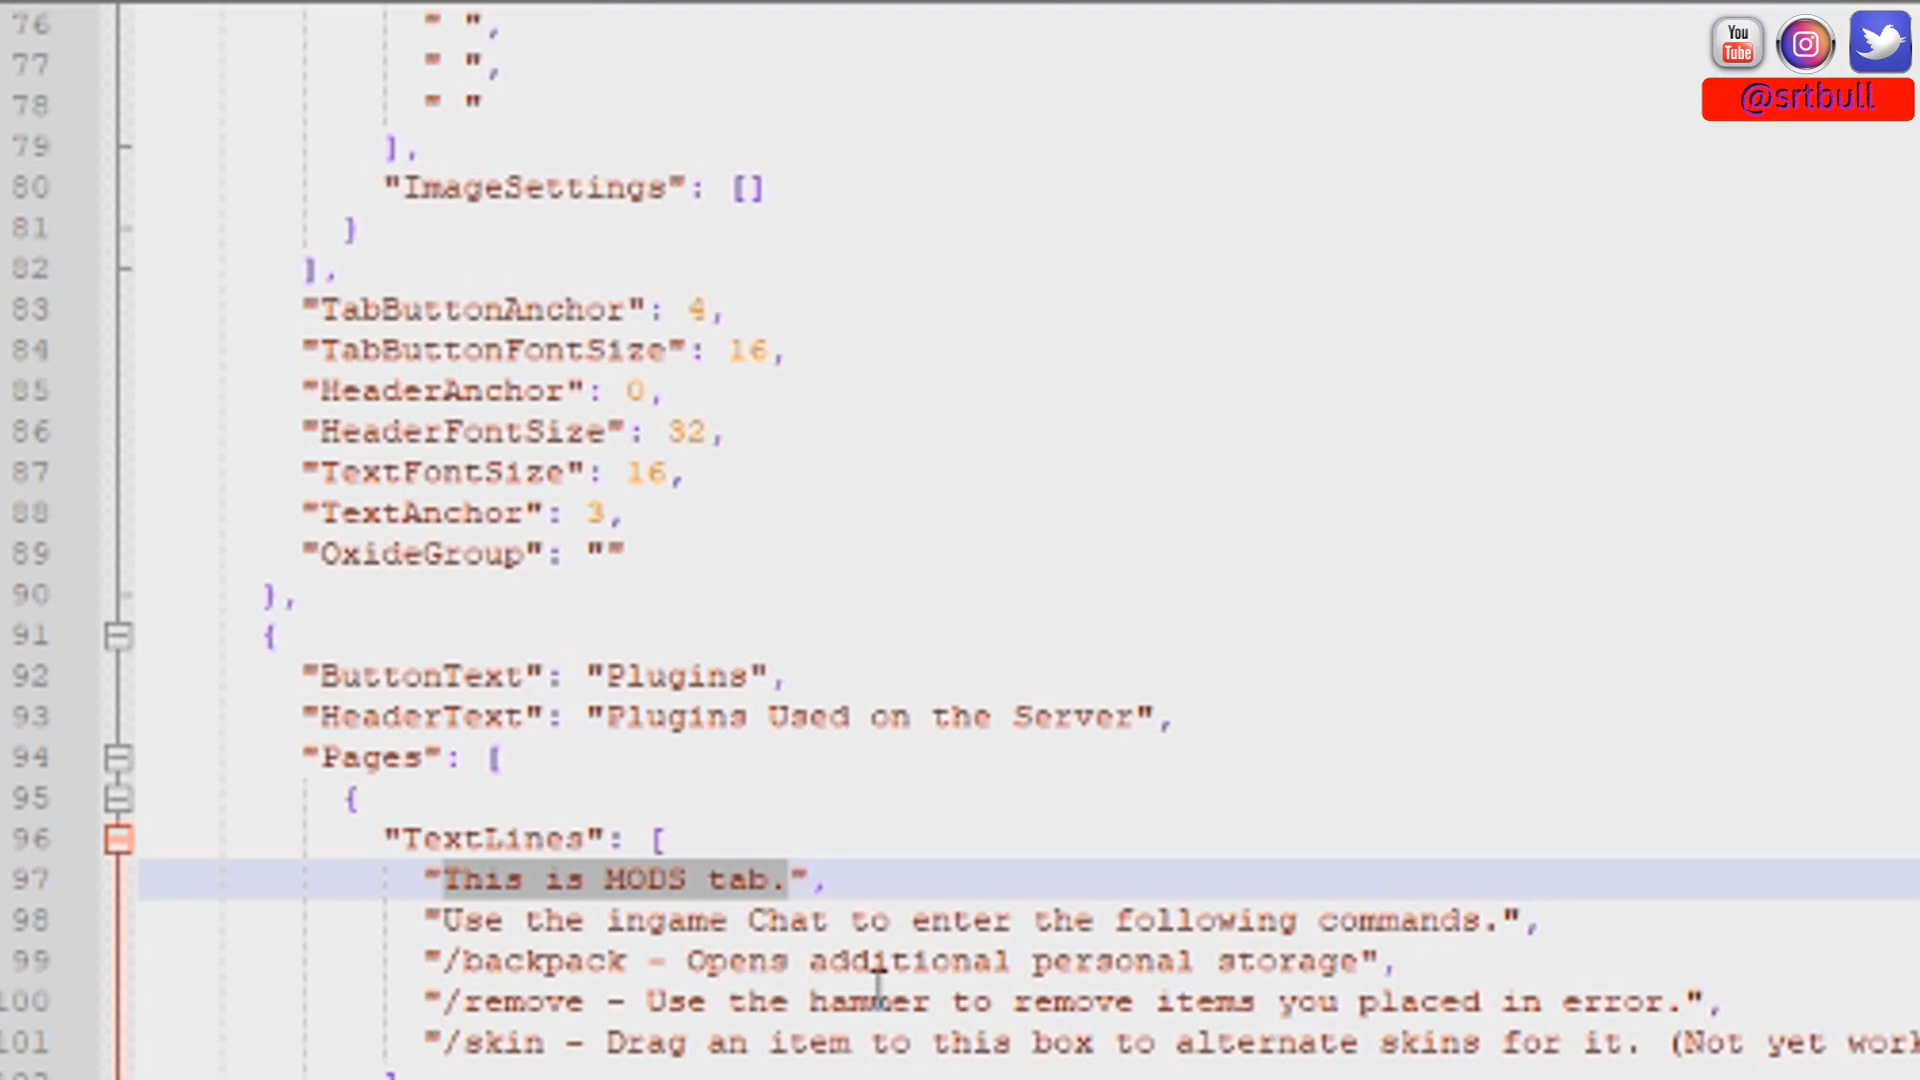 76 " ",
77 " ",
78 " "
79 ],
80 "ImageSettings": []
81 }
82 ],
83 "TabButtonAnchor": 4,
84 "TabButtonFontSize": 16,
85 "HeaderAnchor": 0,
86 "HeaderFontSize": 32,
87 "TextFontSize": 16,
88 "TextAnchor": 3,
89 "OxideGroup": ""
90 },
91 {
92 "ButtonText": "Plugins",
93 "HeaderText": "Plugins Used on the Server",
94 "Pages": [
95 {
96 "TextLines": [
97 "This is MODS tab.",
98 "Use the ingame Chat to enter the following commands.",
99 "/backpack - Opens additional personal storage",
100 "/remove - Use the hammer to remove items you placed in error.",
101 "/skin - Drag an item to this box to alternate skins for it. (Not yet work
You
Tube
@srtbull